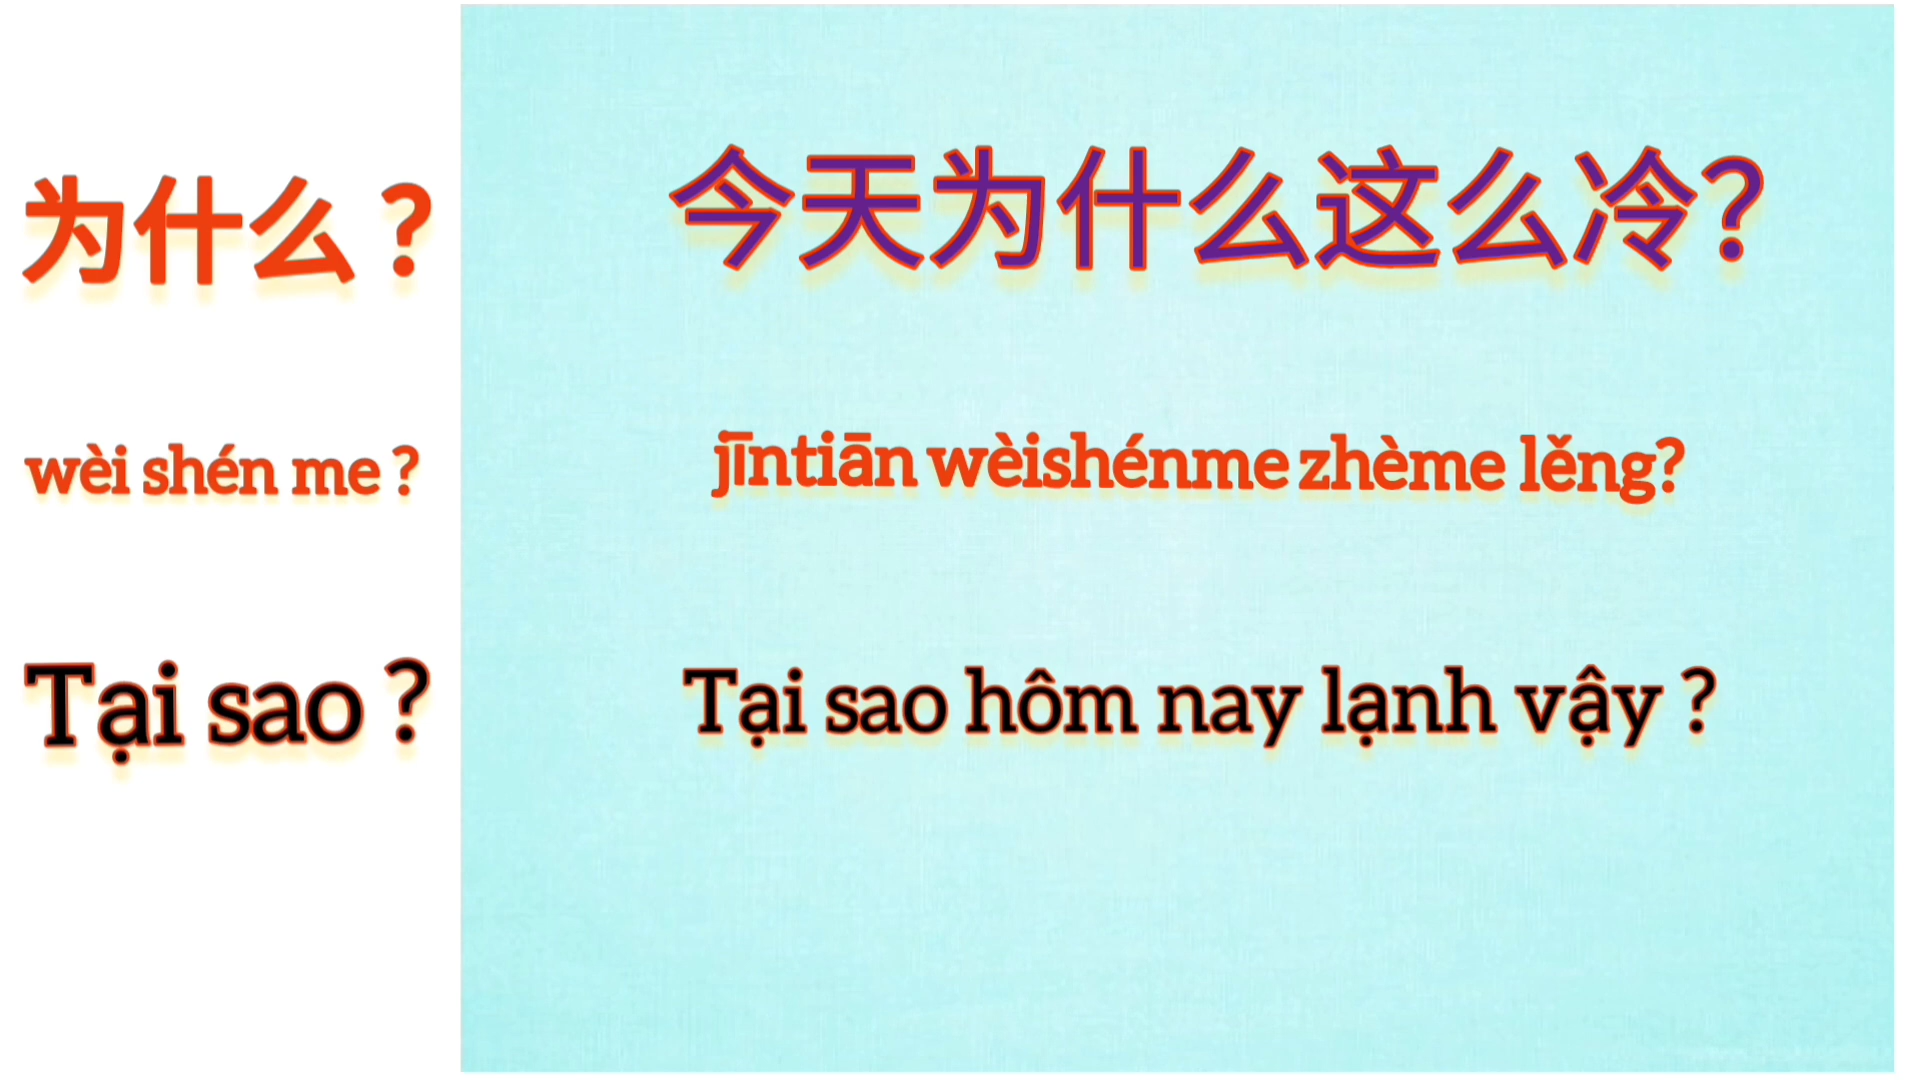 为什么？
wèi shén me ?
Tại sao ?
今天为什么这么冷?
jīntiān wèishénme zhème lěng?
Tại sao hôm nay lạnh vậy ?